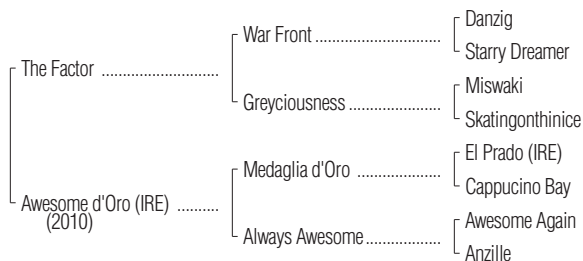 Danzig
War Front ....................................
Starry Dreamer
The Factor ..................................
Miswaki
Greyciousness ...........................
Skatingonthinice
El Prado (IRE)
Medaglia d'Oro ........................
Cappucino Bay
Awesome d'Oro (IRE) ..........
(2010)
Awesome Again
Always Awesome......................
Anzille